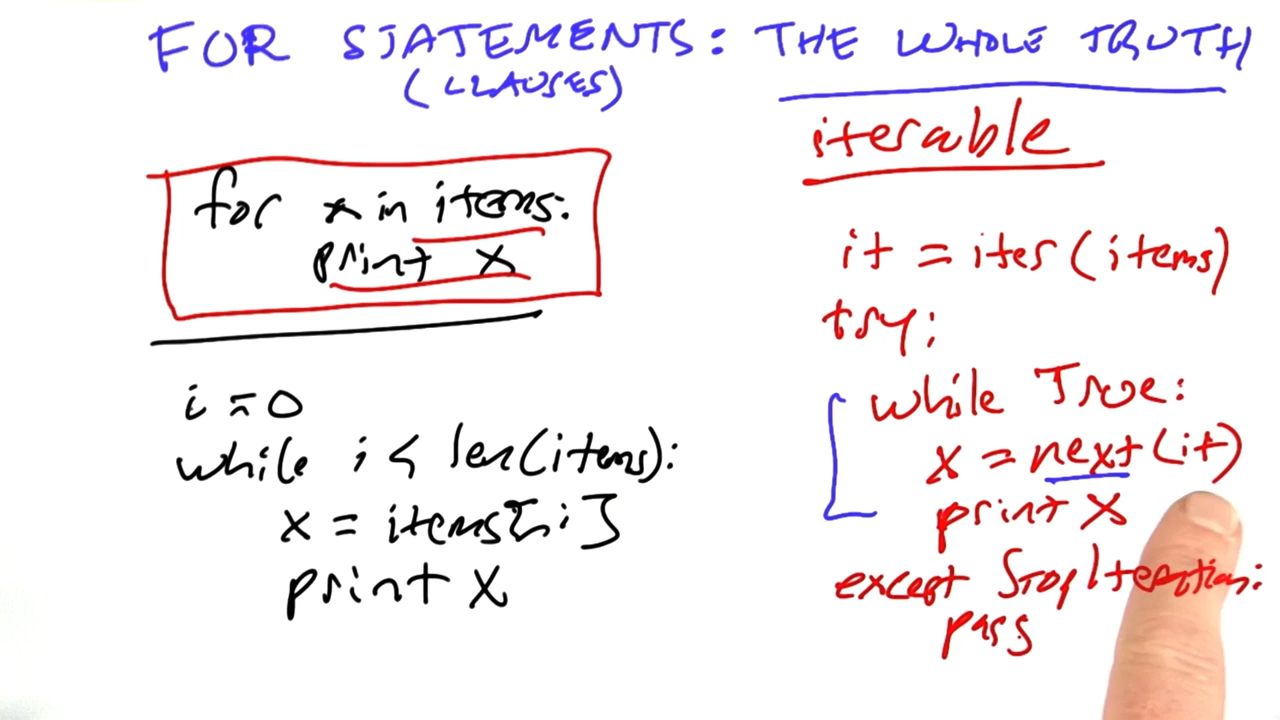 FOR STATEMENTS: THE WHOLE TRUTH
(CLAUSES)
for x in items:
print x
i = 0
while i < len(items):
x = items[i]
print x
iterable
it = iter(items)
try:
while True:
x = next(it)
print x
except StopIteration:
pass